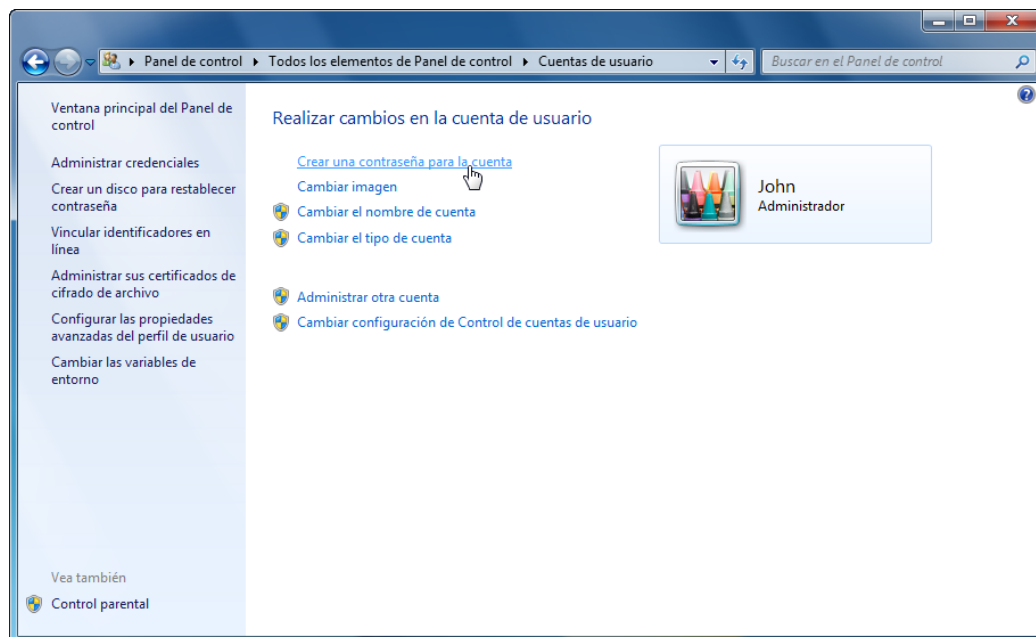 Panel de control
Todos los elementos de Panel de control
Cuentas de usuario
Buscar en el Panel de control
Ventana principal del Panel de
control
Administrar credenciales
Crear un disco para restablecer
contraseña
Vincular identificadores en
línea
Administrar sus certificados de
cifrado de archivo
Configurar las propiedades
avanzadas del perfil de usuario
Cambiar las variables de
entorno
Vea también
Control parental
Realizar cambios en la cuenta de usuario
Crear una contraseña para la cuenta
Cambiar imagen
Cambiar el nombre de cuenta
Cambiar el tipo de cuenta
Administrar otra cuenta
Cambiar configuración de Control de cuentas de usuario
John
Administrador